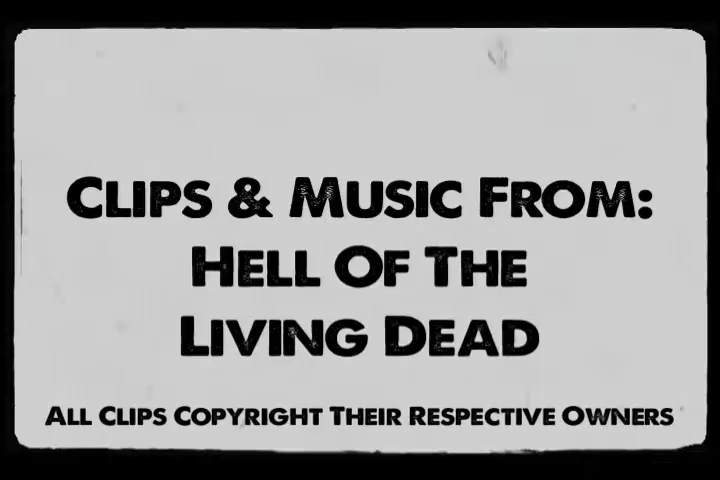 Clips & Music From:
Hell Of The
Living Dead
All Clips Copyright Their Respective Owners